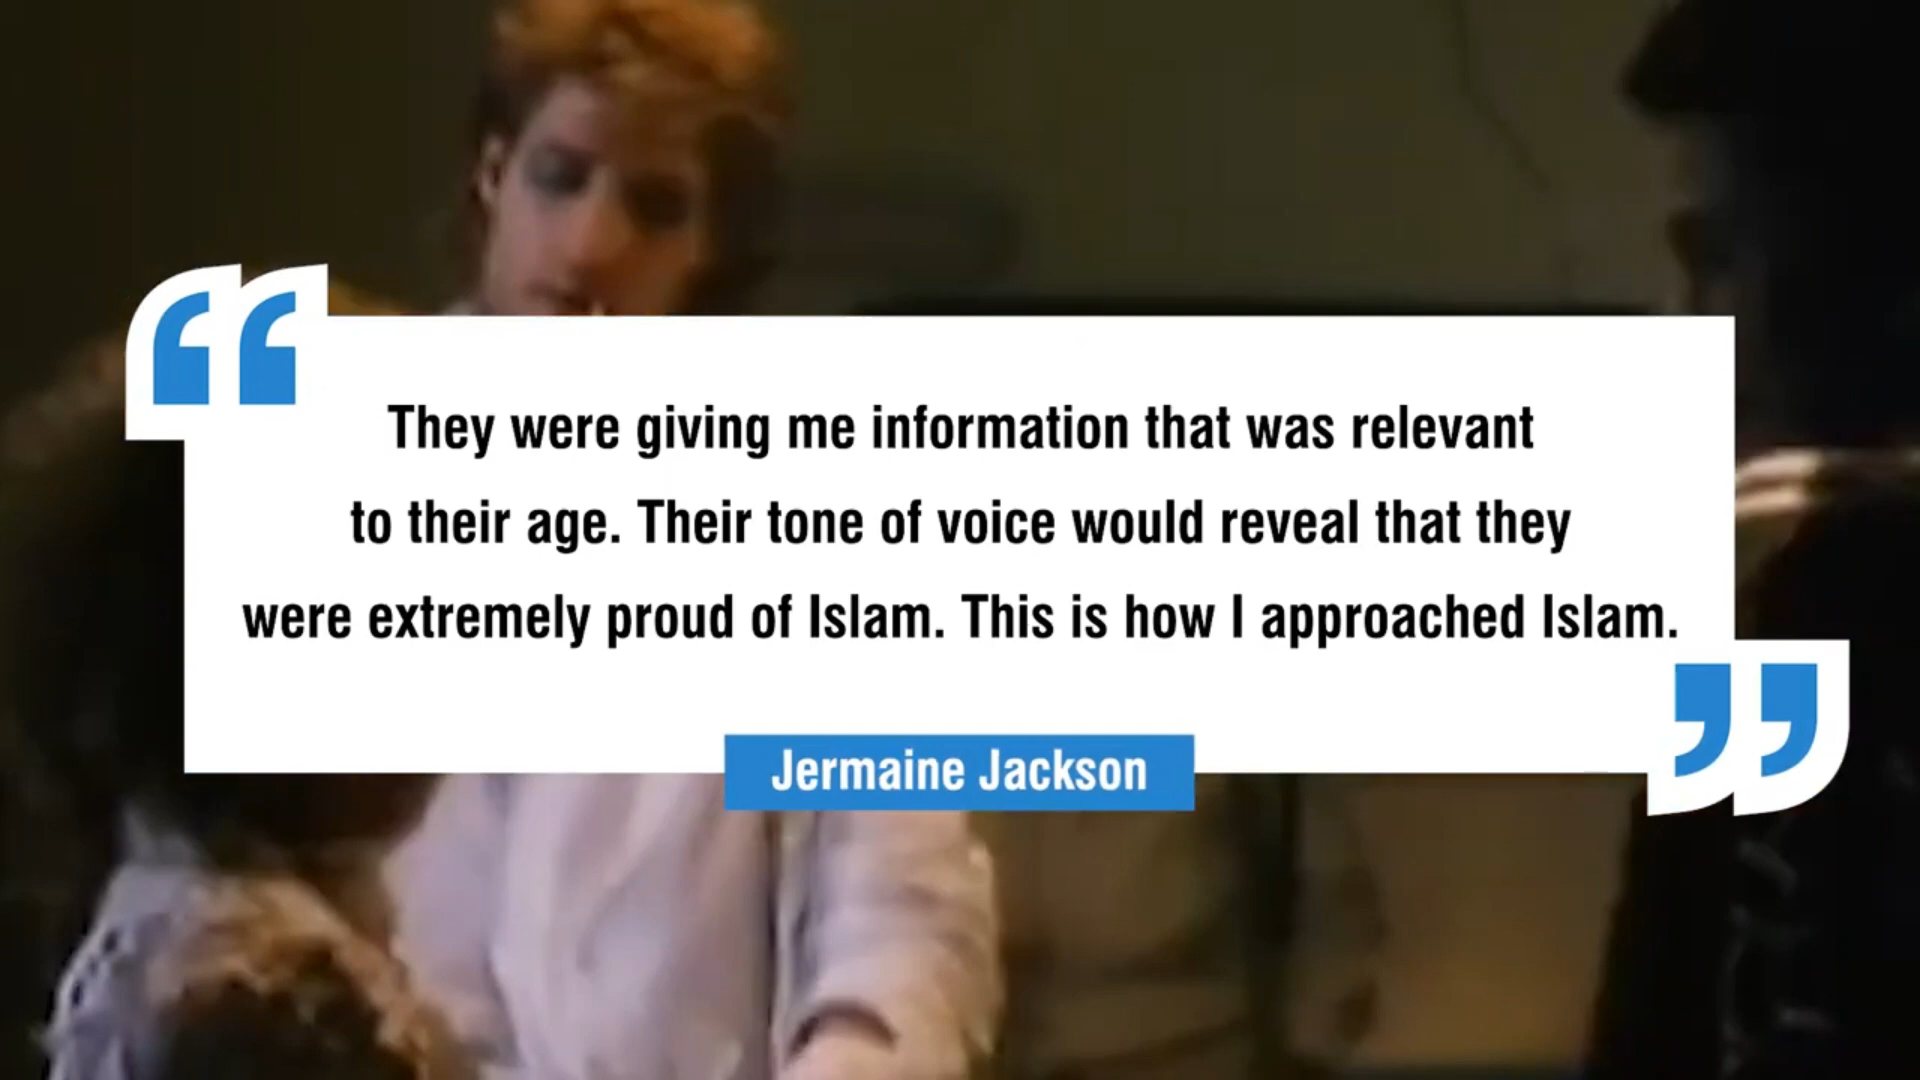 They were giving me information that was relevant
to their age. Their tone of voice would reveal that they
were extremely proud of Islam. This is how I approached Islam.
Jermaine Jackson